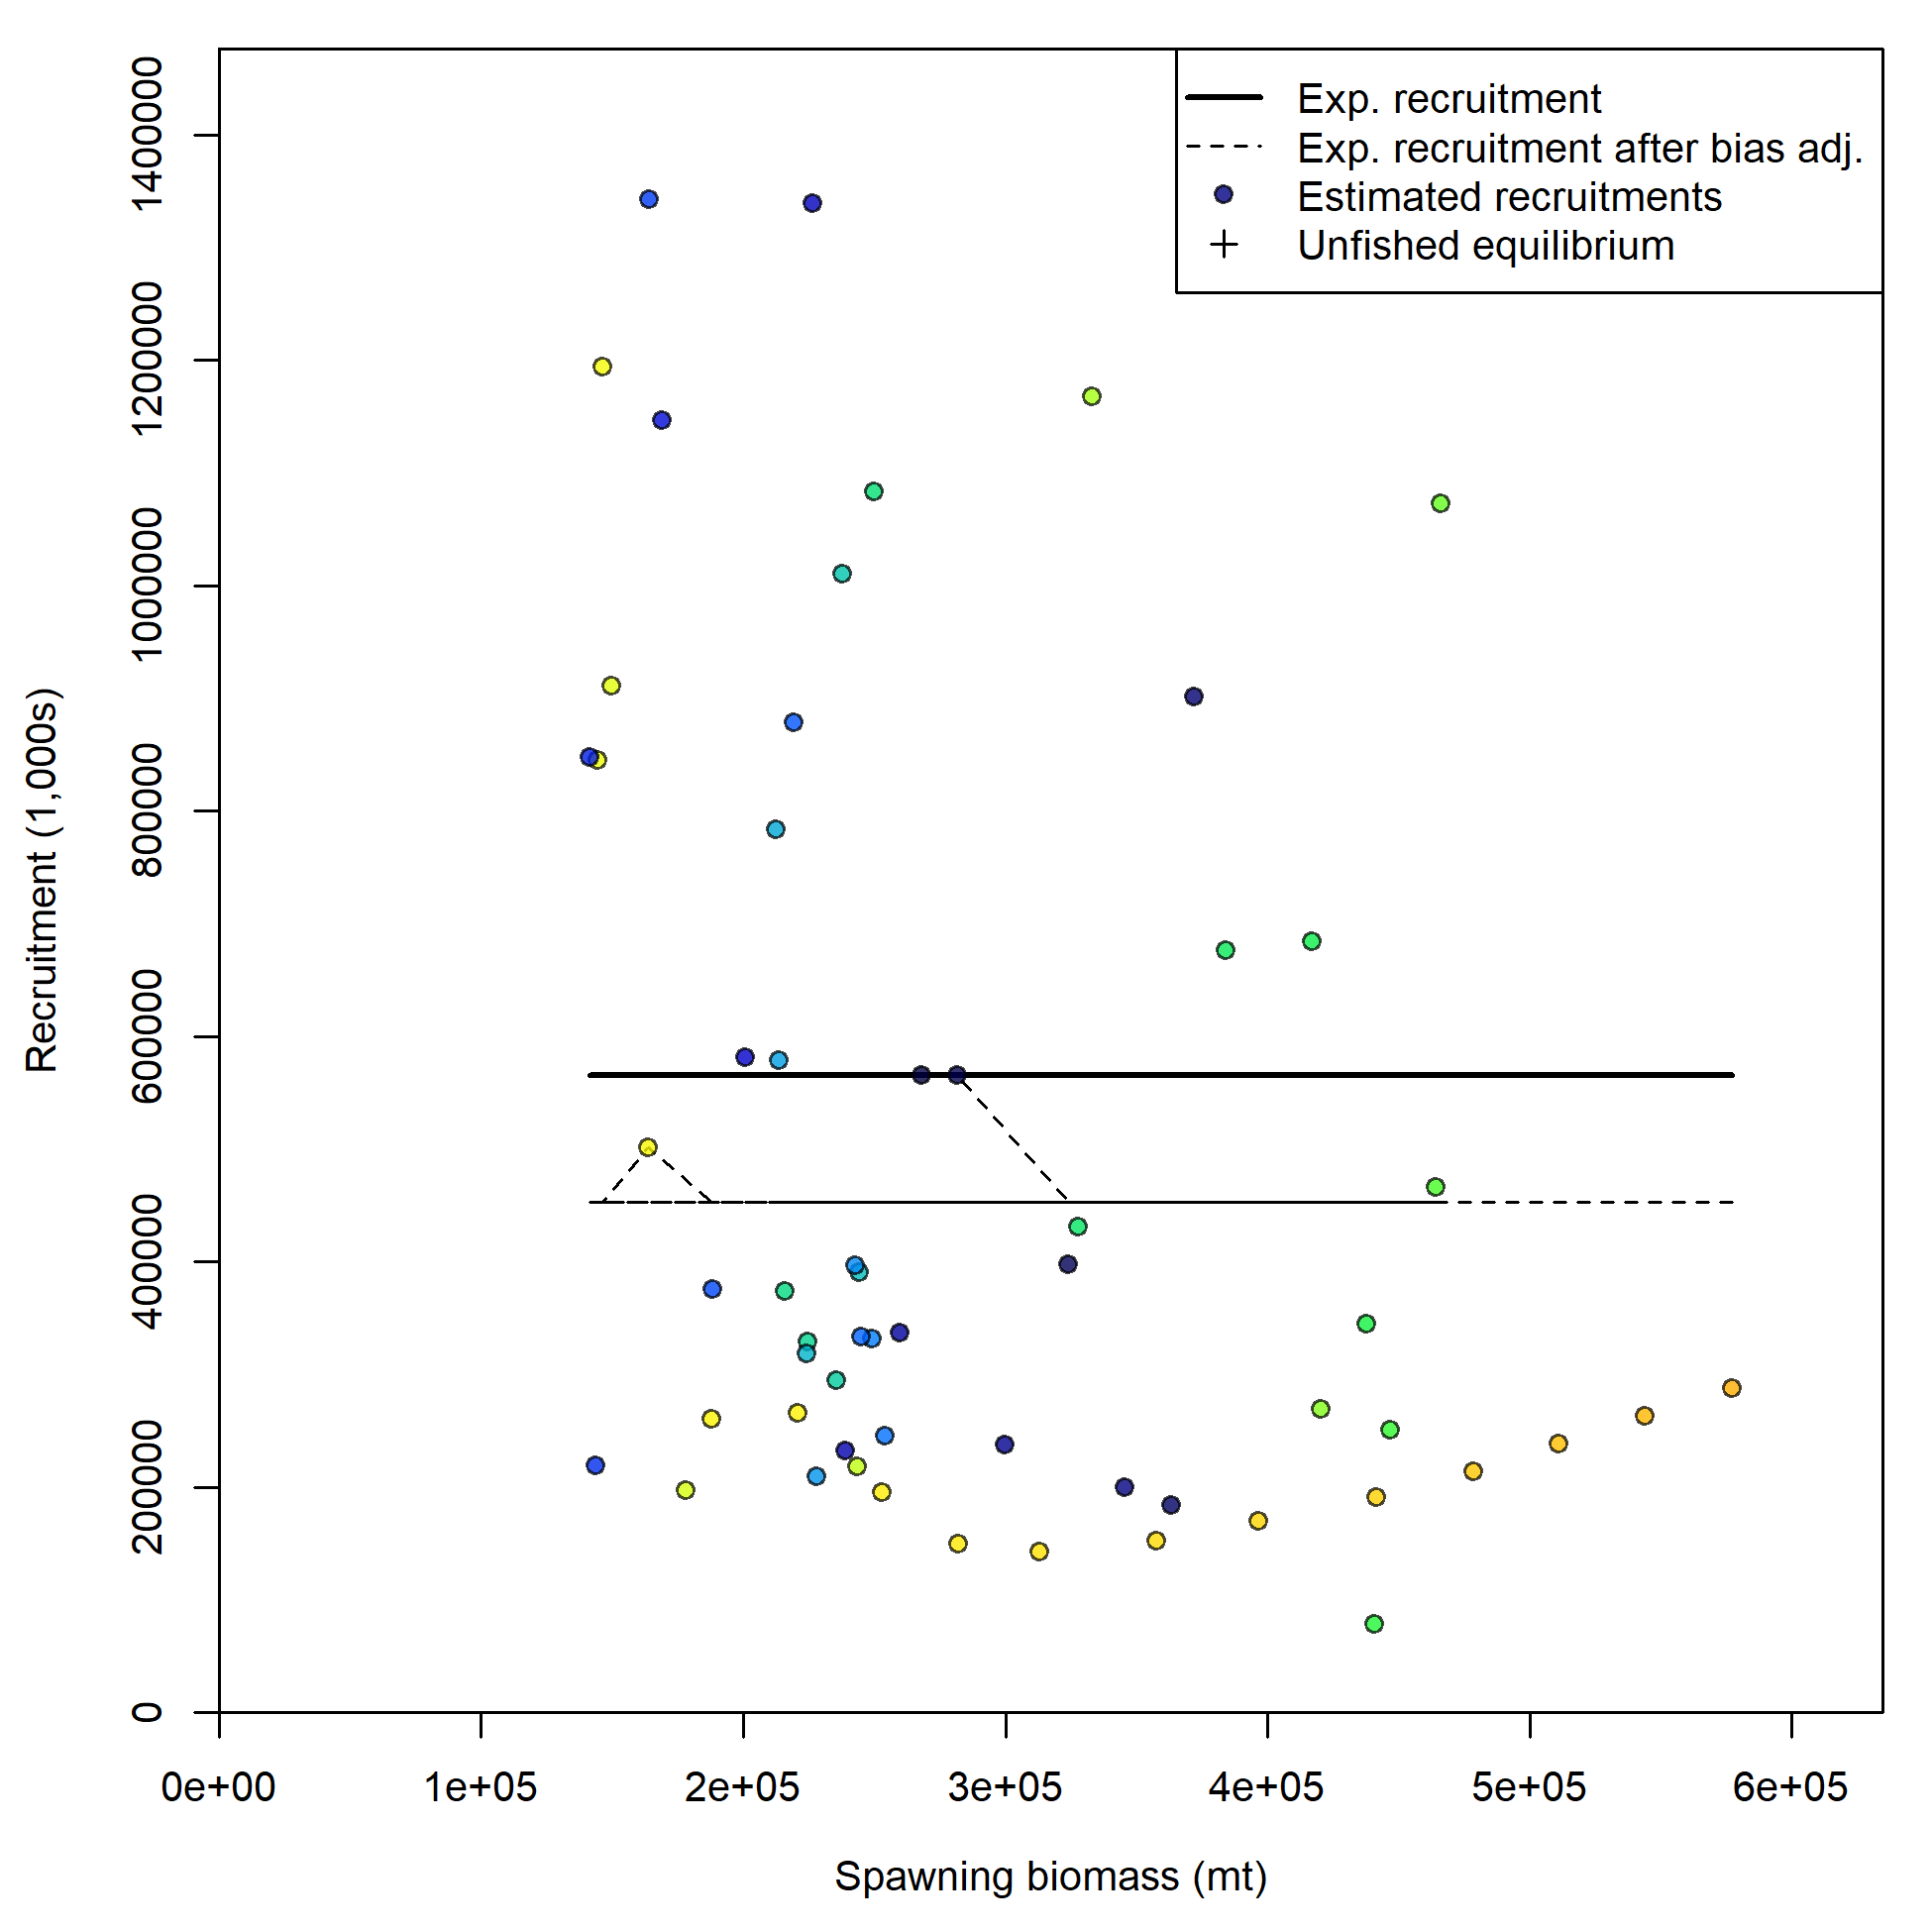 Exp. recruitment
Exp. recruitment after bias adj.
Estimated recruitments
Unfished equilibrium
Recruitment (1,000s)
1400000
1200000
1000000
800000
600000
400000
200000
0
0e+00 1e+05 2e+05 3e+05 4e+05 5e+05 6e+05
Spawning biomass (mt)